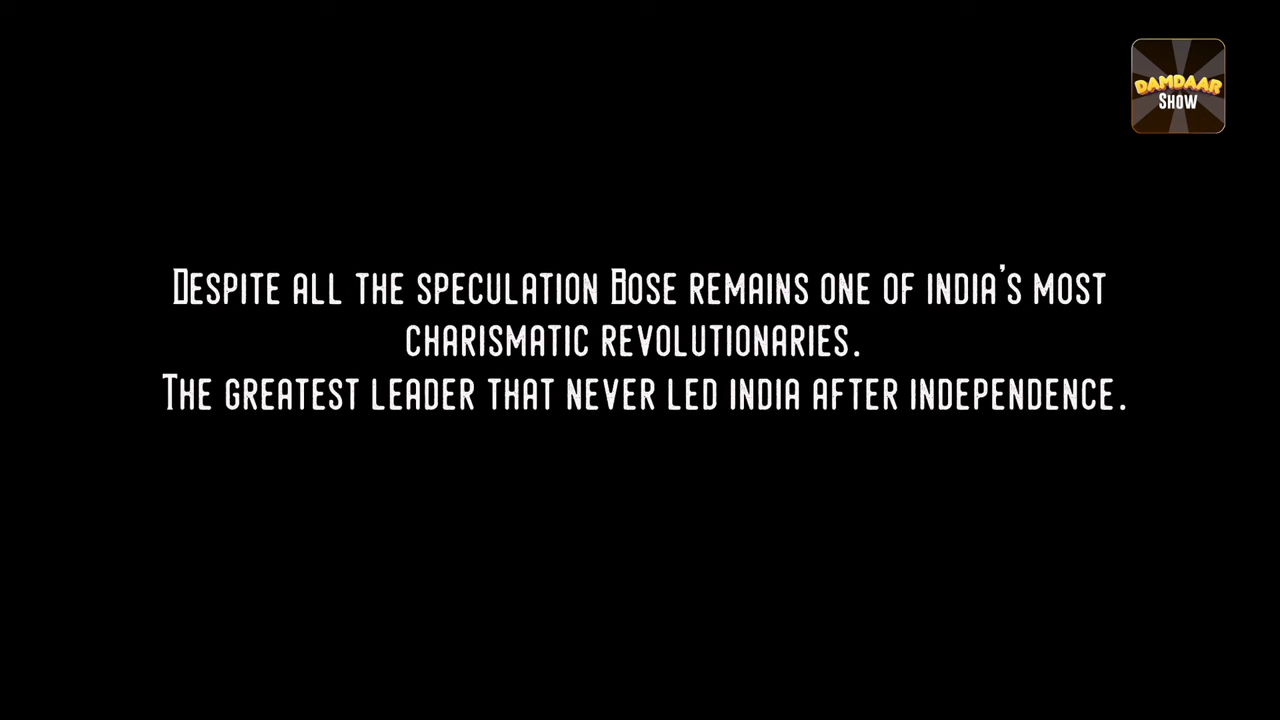 DAMDAAR
SHOW
DESPITE ALL THE SPECULATION BOSE REMAINS ONE OF INDIA'S MOST
CHARISMATIC REVOLUTIONARIES.
THE GREATEST LEADER THAT NEVER LED INDIA AFTER INDEPENDENCE.